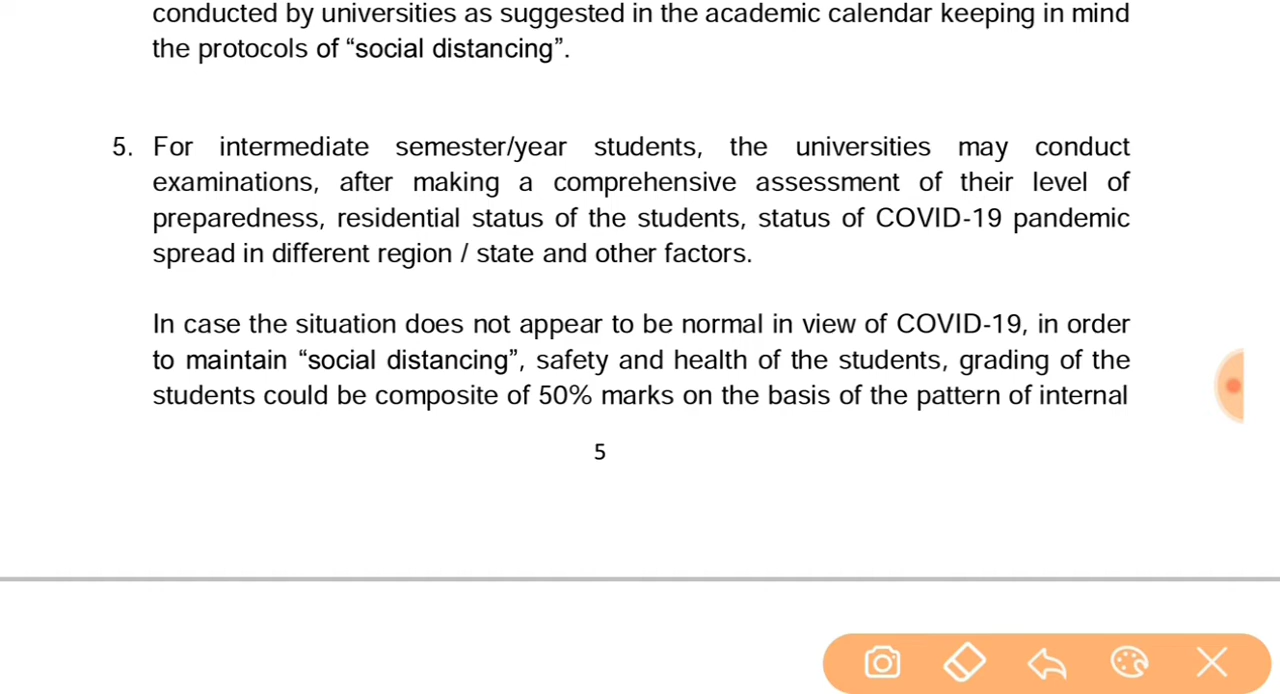 conducted by universities as suggested in the academic calendar keeping in mind
the protocols of “social distancing”.
5. For intermediate semester/year students, the universities may conduct
examinations, after making a comprehensive assessment of their level of
preparedness, residential status of the students, status of COVID-19 pandemic
spread in different region / state and other factors.
In case the situation does not appear to be normal in view of COVID-19, in order
to maintain “social distancing”, safety and health of the students, grading of the
students could be composite of 50% marks on the basis of the pattern of internal
5